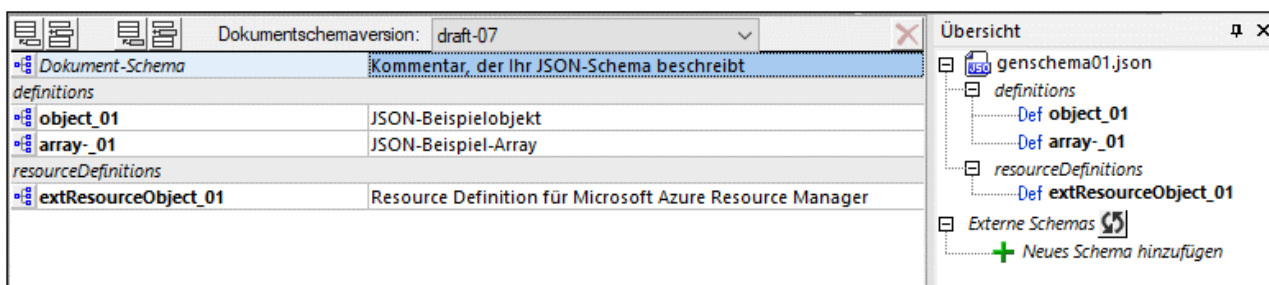 Dokumentschemaversion: draft-07
Dokument-Schema Kommentar, der Ihr JSON-Schema beschreibt
definitions
object_01 JSON-Beispielobjekt
array-_01 JSON-Beispiel-Array
resourceDefinitions
extResourceObject_01 Resource Definition für Microsoft Azure Resource Manager
Übersicht
JSO genschema01.json
definitions
Def object_01
Def array-_01
resourceDefinitions
Def extResourceObject_01
Externe Schemas
Neues Schema hinzufügen